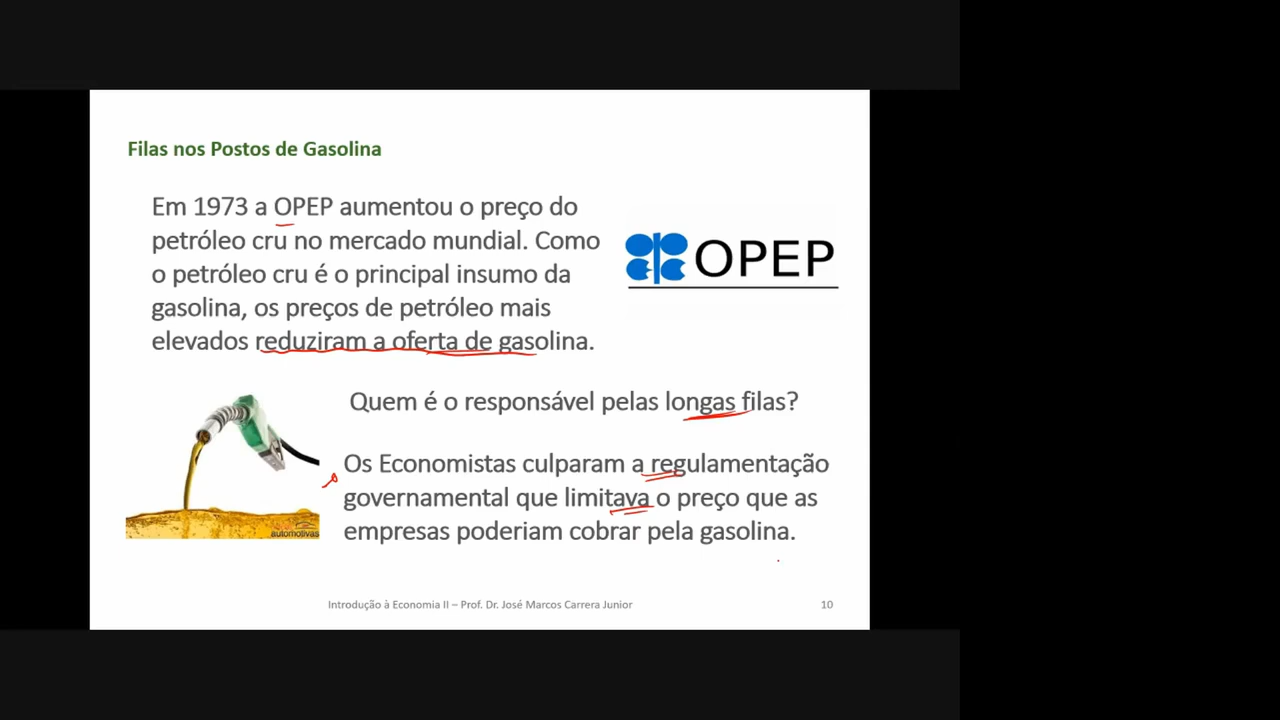 Filas nos Postos de Gasolina
Em 1973 a OPEP aumentou o preço do
petróleo cru no mercado mundial. Como
o petróleo cru é o principal insumo da
gasolina, os preços de petróleo mais
elevados reduziram a oferta de gasolina.
OPEP
Quem é o responsável pelas longas filas?
Os Economistas culparam a regulamentação
governamental que limitava o preço que as
empresas poderiam cobrar pela gasolina.
automotivas
Introdução à Economia II – Prof. Dr. José Marcos Carrera Junior
10